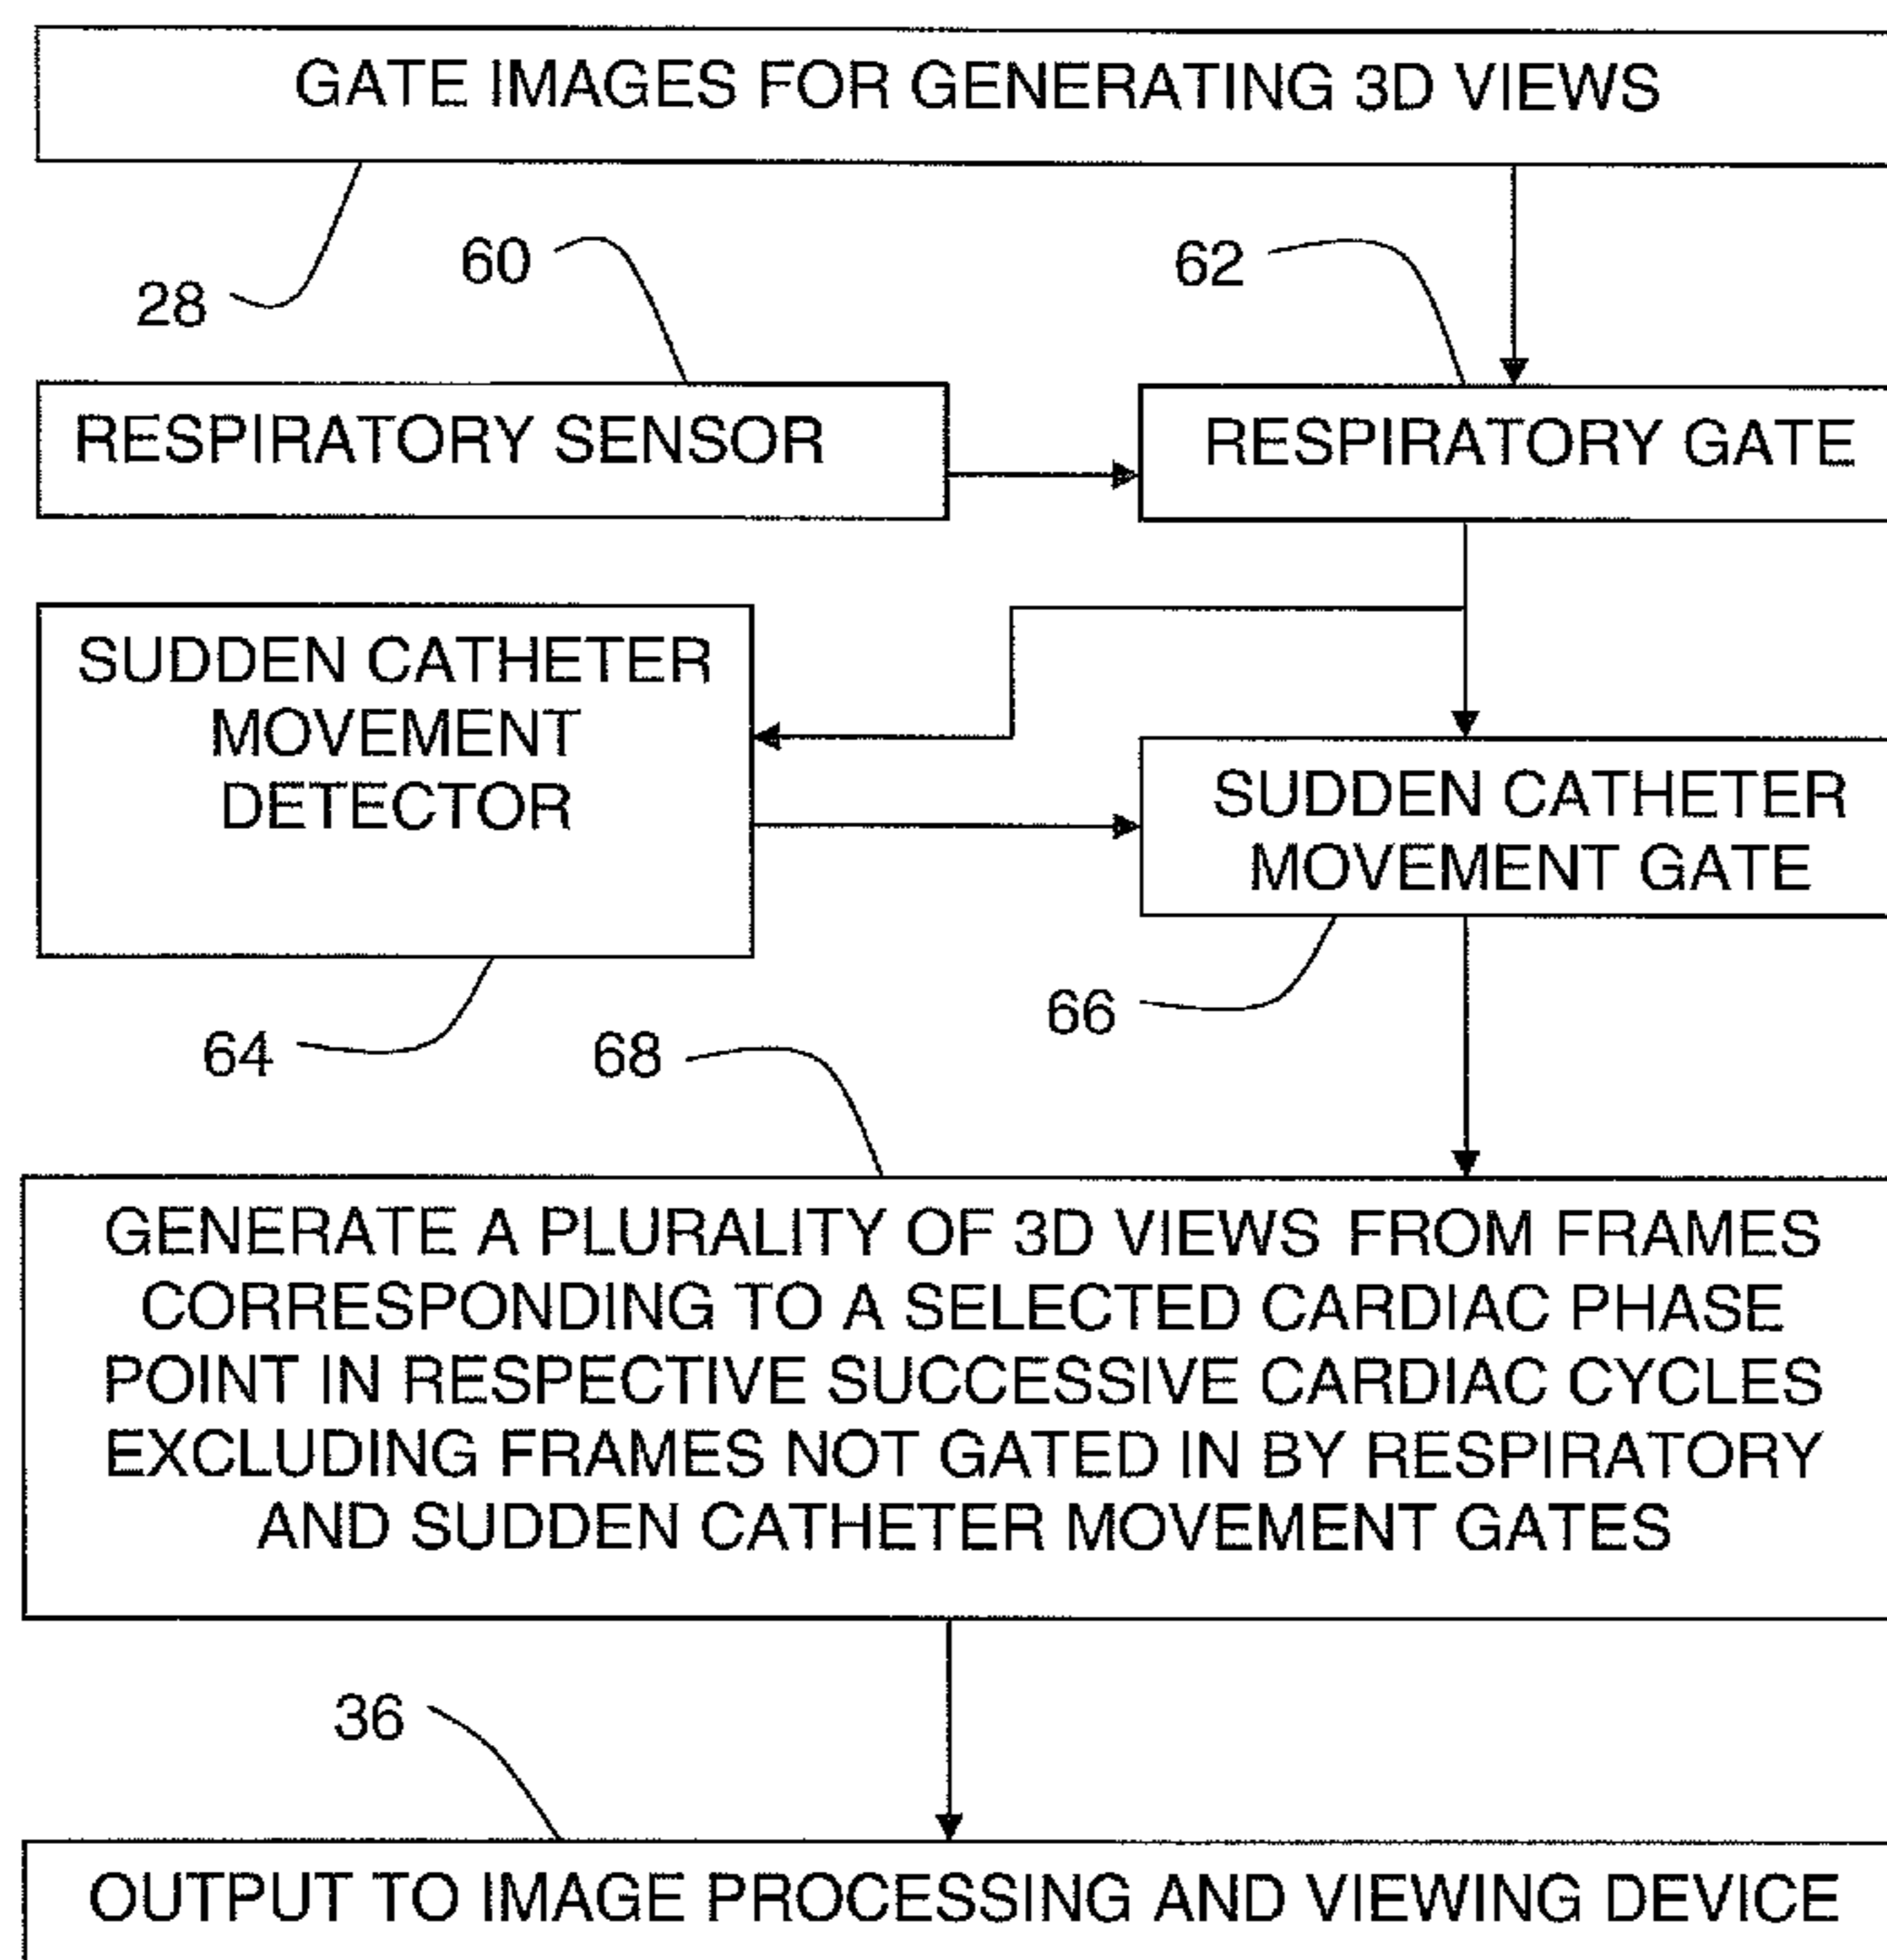 GATE IMAGES FOR GENERATING 3D VIEWS
60
62
28
RESPIRATORY SENSOR
RESPIRATORY GATE
SUDDEN CATHETER
MOVEMENT
DETECTOR
SUDDEN CATHETER
MOVEMENT GATE
66
64
68
GENERATE A PLURALITY OF 3D VIEWS FROM FRAMES
CORRESPONDING TO A SELECTED CARDIAC PHASE
POINT IN RESPECTIVE SUCCESSIVE CARDIAC CYCLES
EXCLUDING FRAMES NOT GATED IN BY RESPIRATORY
AND SUDDEN CATHETER MOVEMENT GATES
36
OUTPUT TO IMAGE PROCESSING AND VIEWING DEVICE